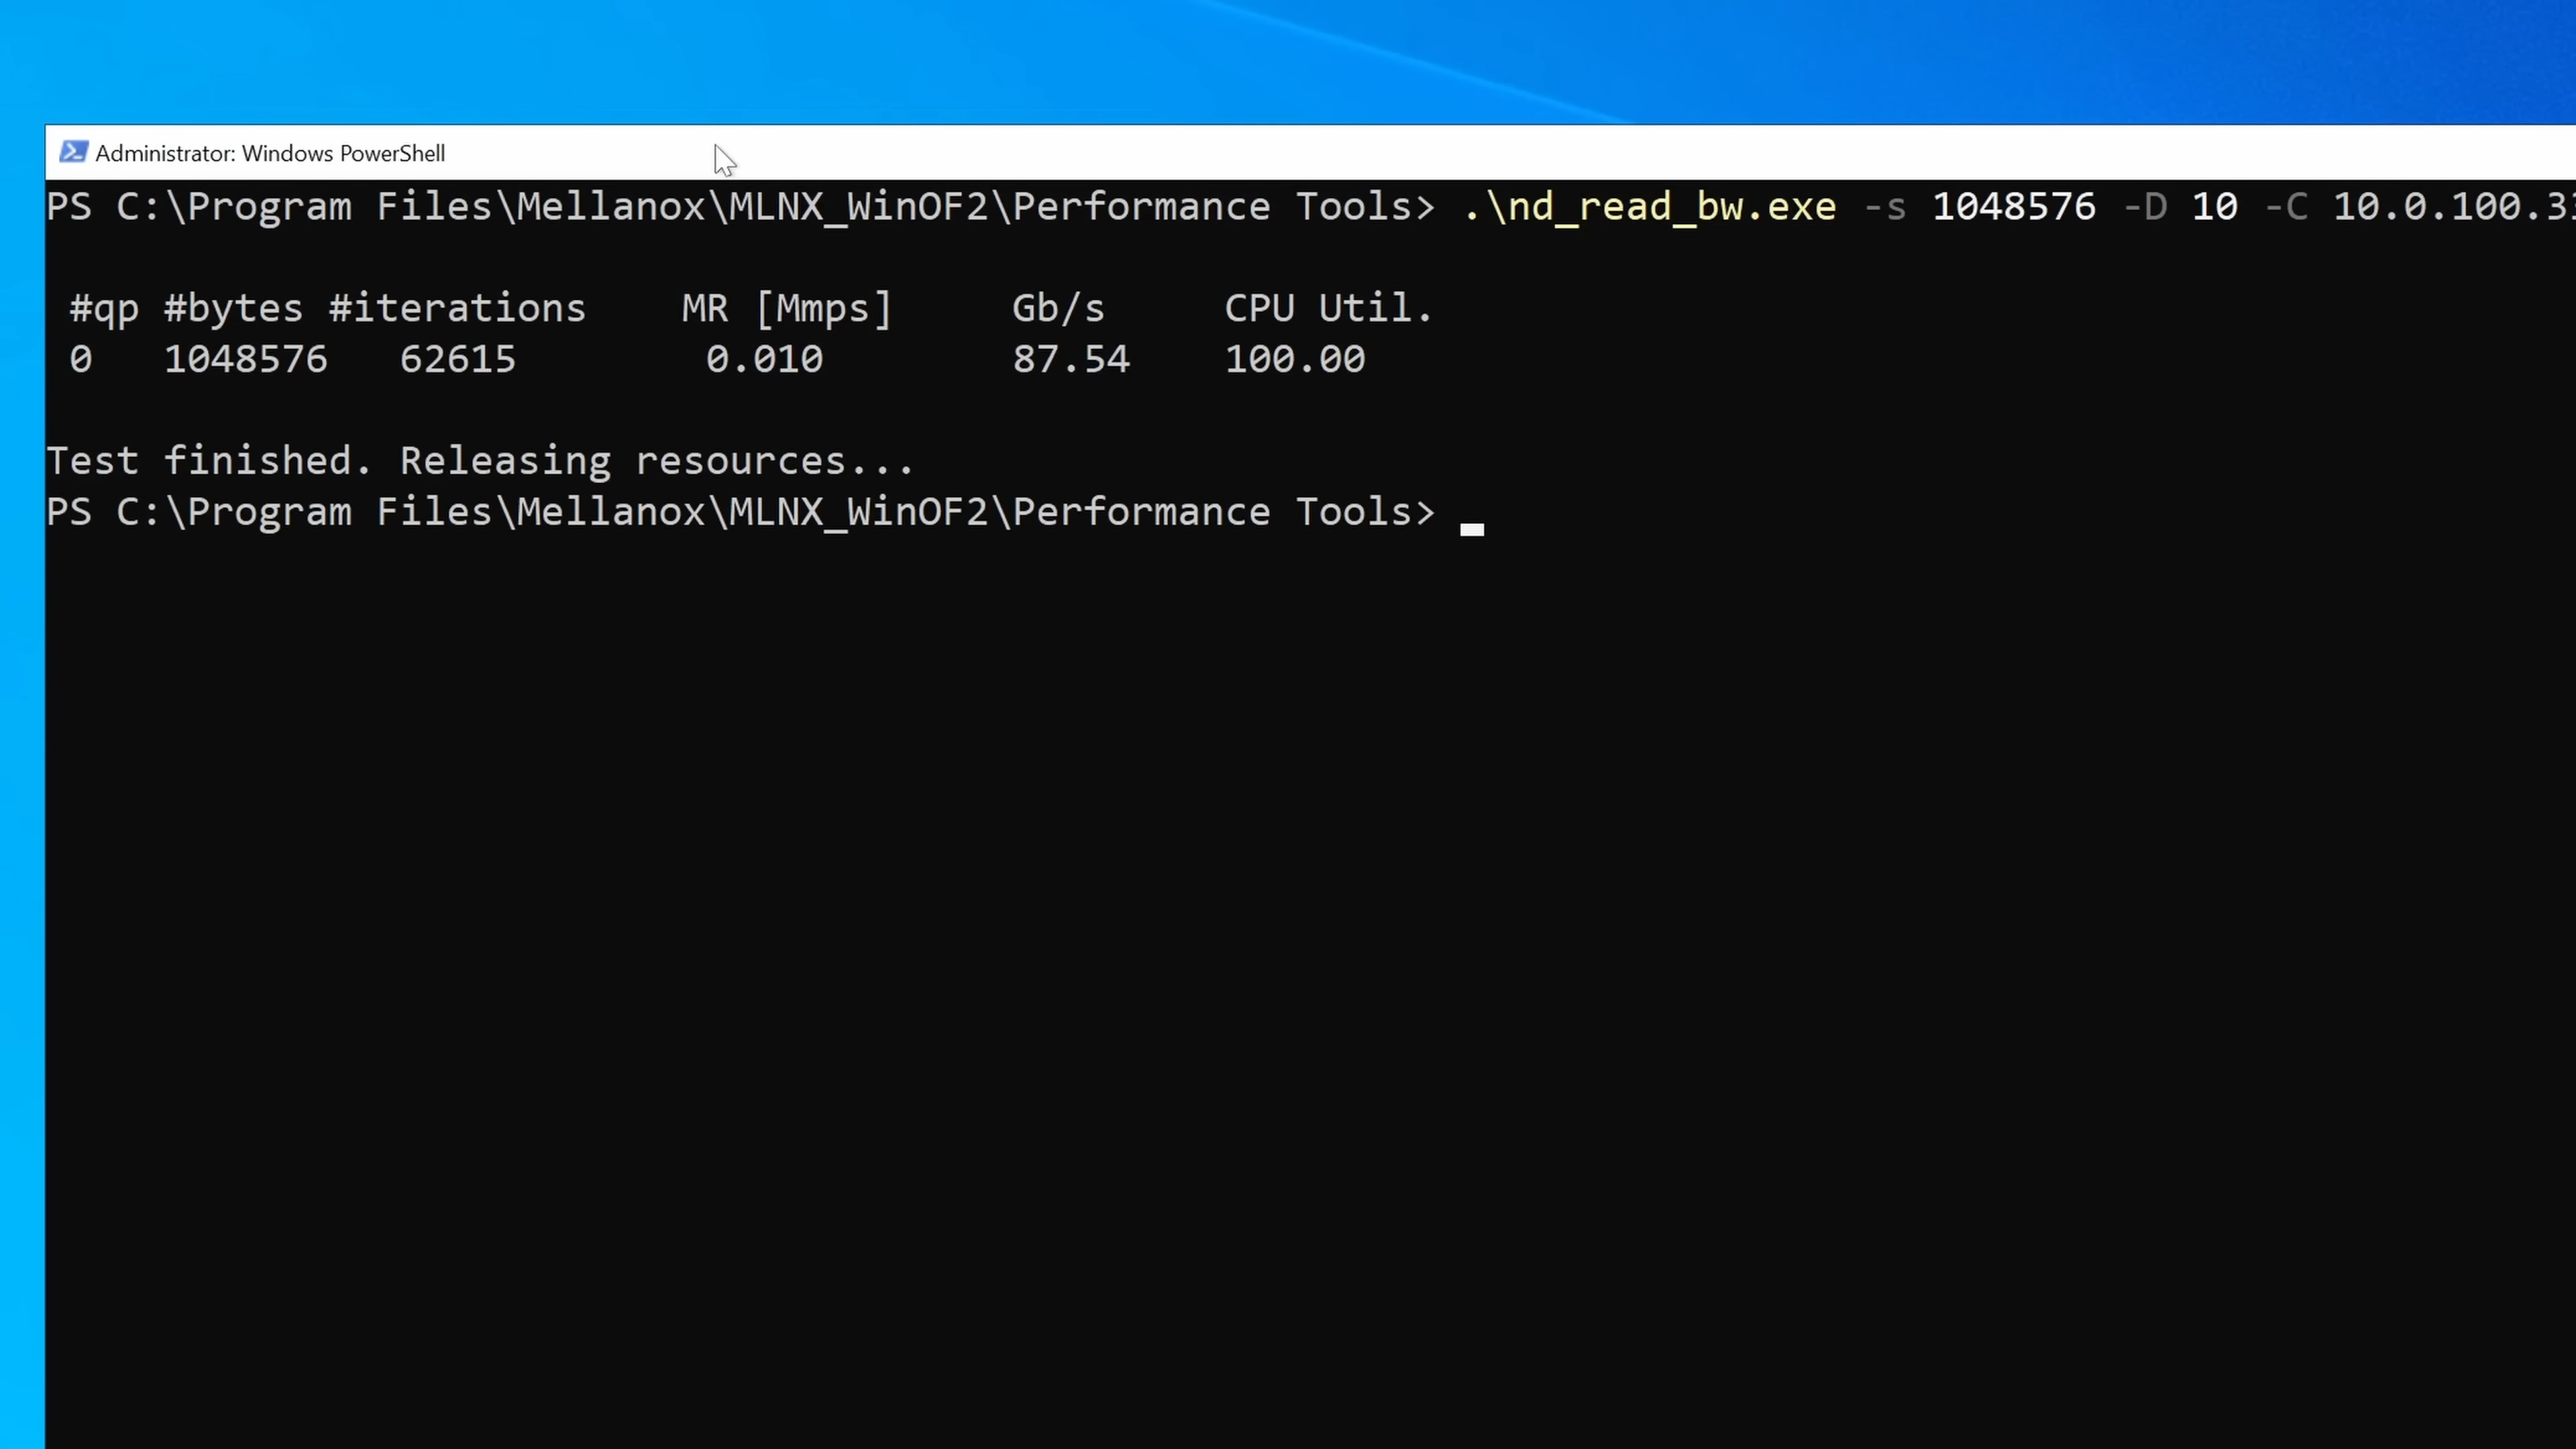 Administrator: Windows PowerShell
PS C:\Program Files\Mellanox\MLNX_WinOF2\Performance Tools> .\nd_read_bw.exe -s 1048576 -D 10 -C 10.0.100.3
#qp #bytes #iterations MR [Mmps] Gb/s CPU Util.
0 1048576 62615 0.010 87.54 100.00
Test finished. Releasing resources...
PS C:\Program Files\Mellanox\MLNX_WinOF2\Performance Tools>